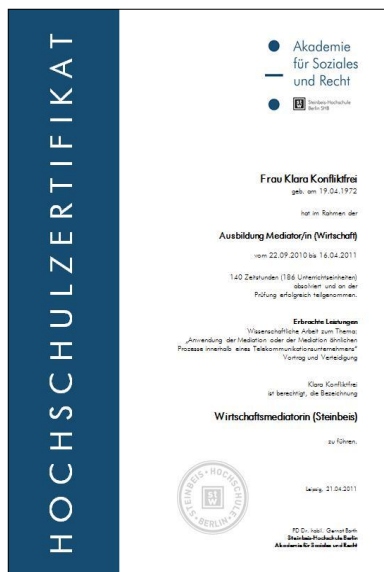 HOCHSCHULZERTIFIKAT
Akademie
für Soziales
und Recht
Steinbeis-Hochschule
Berlin SHB
Frau Klara Konfliktfrei
geb. am 19.04.1972
hat im Rahmen der
Ausbildung Mediator/in (Wirtschaft)
vom 22.09.2010 bis 16.04.2011
140 Zeitstunden (186 Unterrichtseinheiten)
absolviert und an der
Prüfung erfolgreich teilgenommen.
Erbrachte Leistungen
Wissenschaftliche Arbeit zum Thema:
„Anwendung der Mediation oder der Mediation ähnlichen
Prozesse innerhalb eines Telekommunikationsunternehmens"
Vortrag und Verteidigung
Klara Konfliktfrei
ist berechtigt, die Bezeichnung
Wirtschaftsmediatorin (Steinbeis)
zu führen.
STEINBEIS-HOCHSCHULE
BERLIN
Leipzig, 21.04.2011
PD Dr. habil. Gernot Barth
Steinbeis-Hochschule Berlin
Akademie für Soziales und Recht